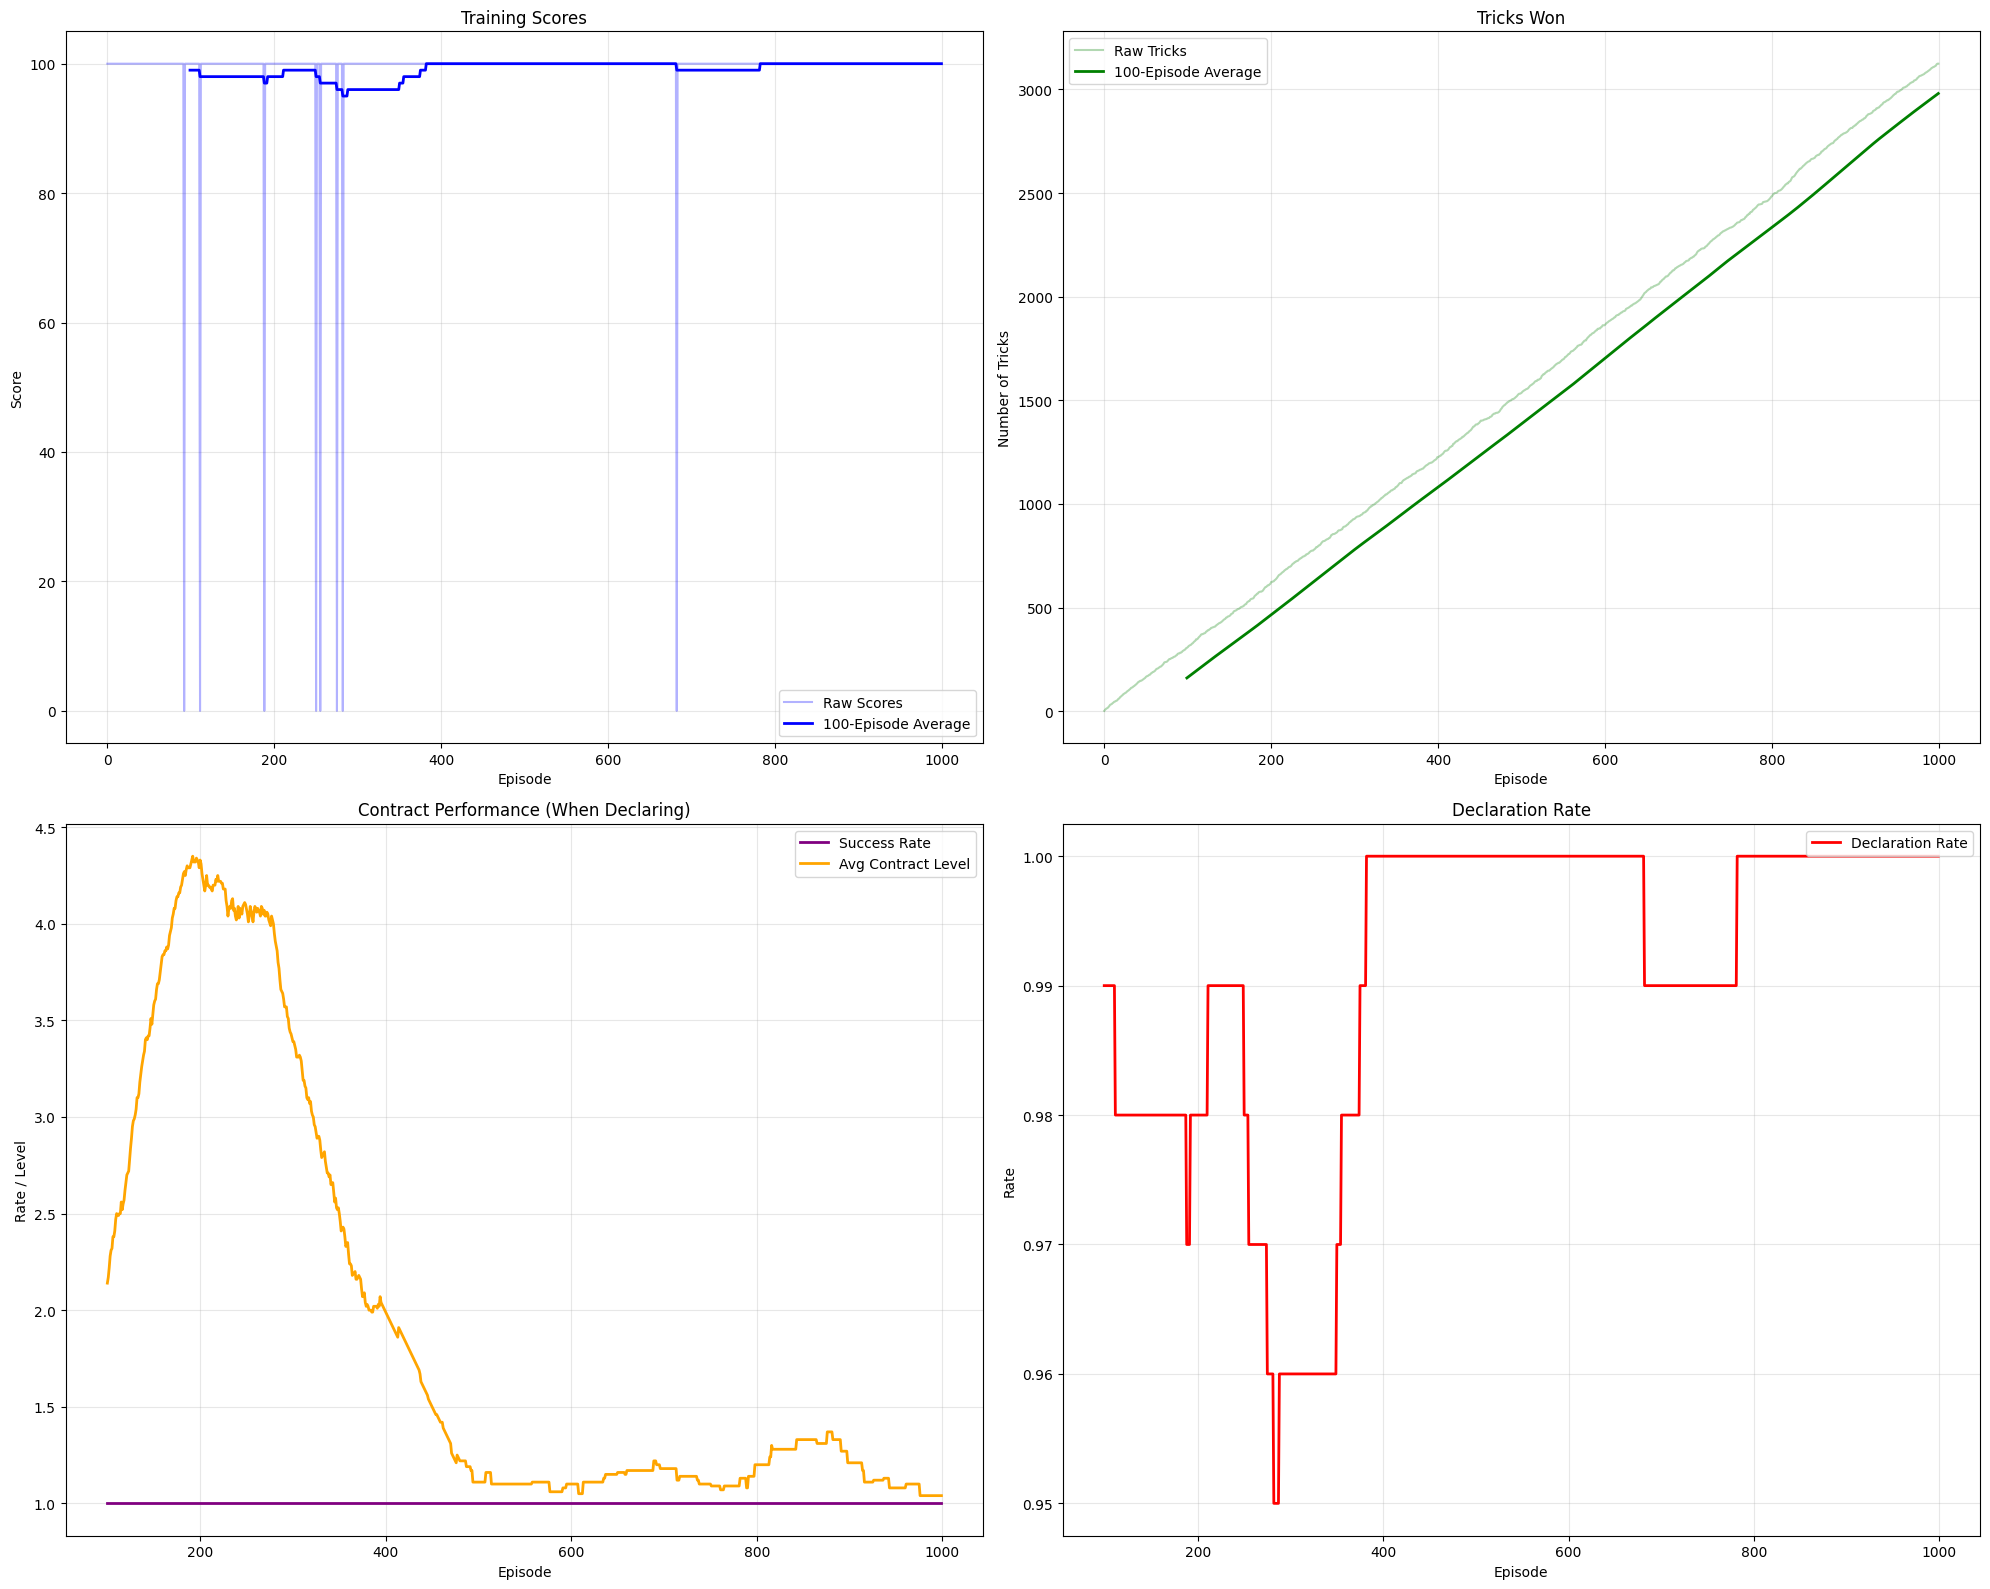 Training Scores
100
80
60
40
20
0
Score
Raw Scores
100-Episode Average
0
200
400
600
800
1000
Episode
Tricks Won
Raw Tricks
100-Episode Average
3000
2500
2000
1500
1000
500
0
Number of Tricks
0
200
400
600
800
1000
Episode
Contract Performance (When Declaring)
Success Rate
Avg Contract Level
4.5
4.0
3.5
3.0
2.5
2.0
1.5
1.0
Rate / Level
200
400
600
800
1000
Episode
Declaration Rate
Declaration Rate
1.00
0.99
0.98
0.97
0.96
0.95
Rate
200
400
600
800
1000
Episode